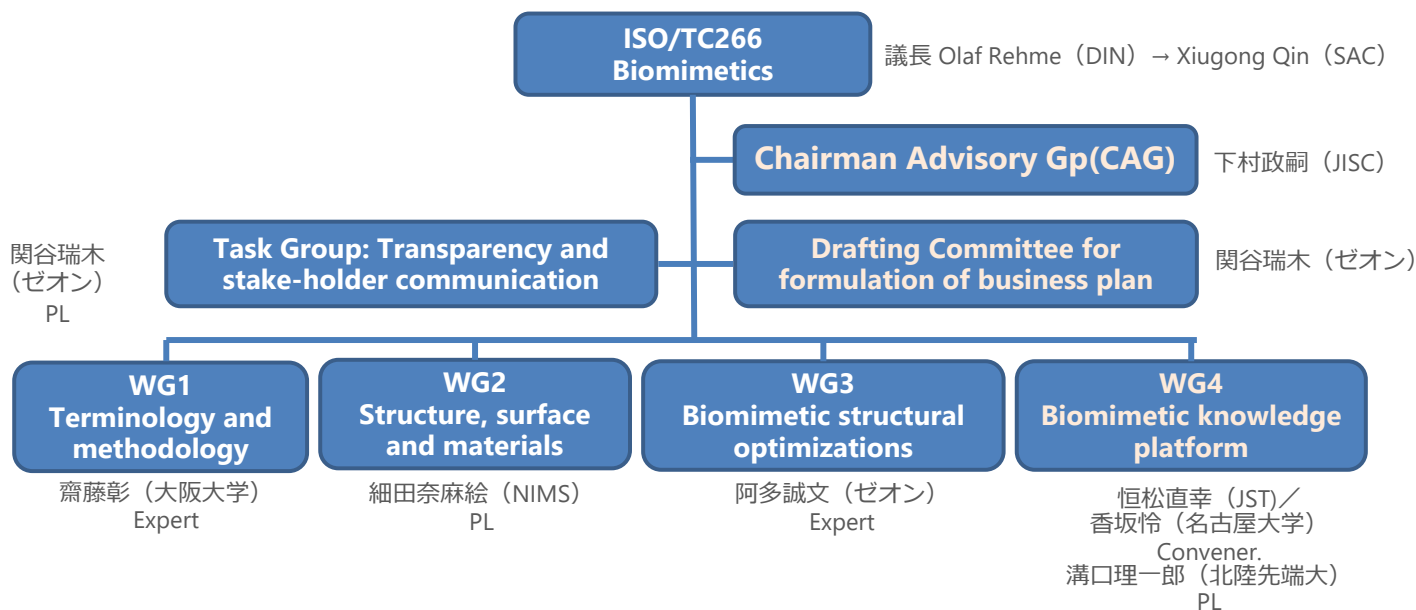 ISO/TC266
Biomimetics
議長 Olaf Rehme（DIN）→ Xiugong Qin（SAC）
Chairman Advisory Gp(CAG)
下村政嗣（JISC）
関谷瑞木
（ゼオン）
PL
Task Group: Transparency and
stake-holder communication
Drafting Committee for
formulation of business plan
関谷瑞木（ゼオン）
WG1
Terminology and
methodology
齋藤彰（大阪大学）
Expert
WG2
Structure, surface
and materials
細田奈麻絵（NIMS）
PL
WG3
Biomimetic structural
optimizations
阿多誠文（ゼオン）
Expert
WG4
Biomimetic knowledge
platform
恒松直幸（JST)／
香坂怜（名古屋大学）
Convener.
溝口理一郎（北陸先端大）
PL